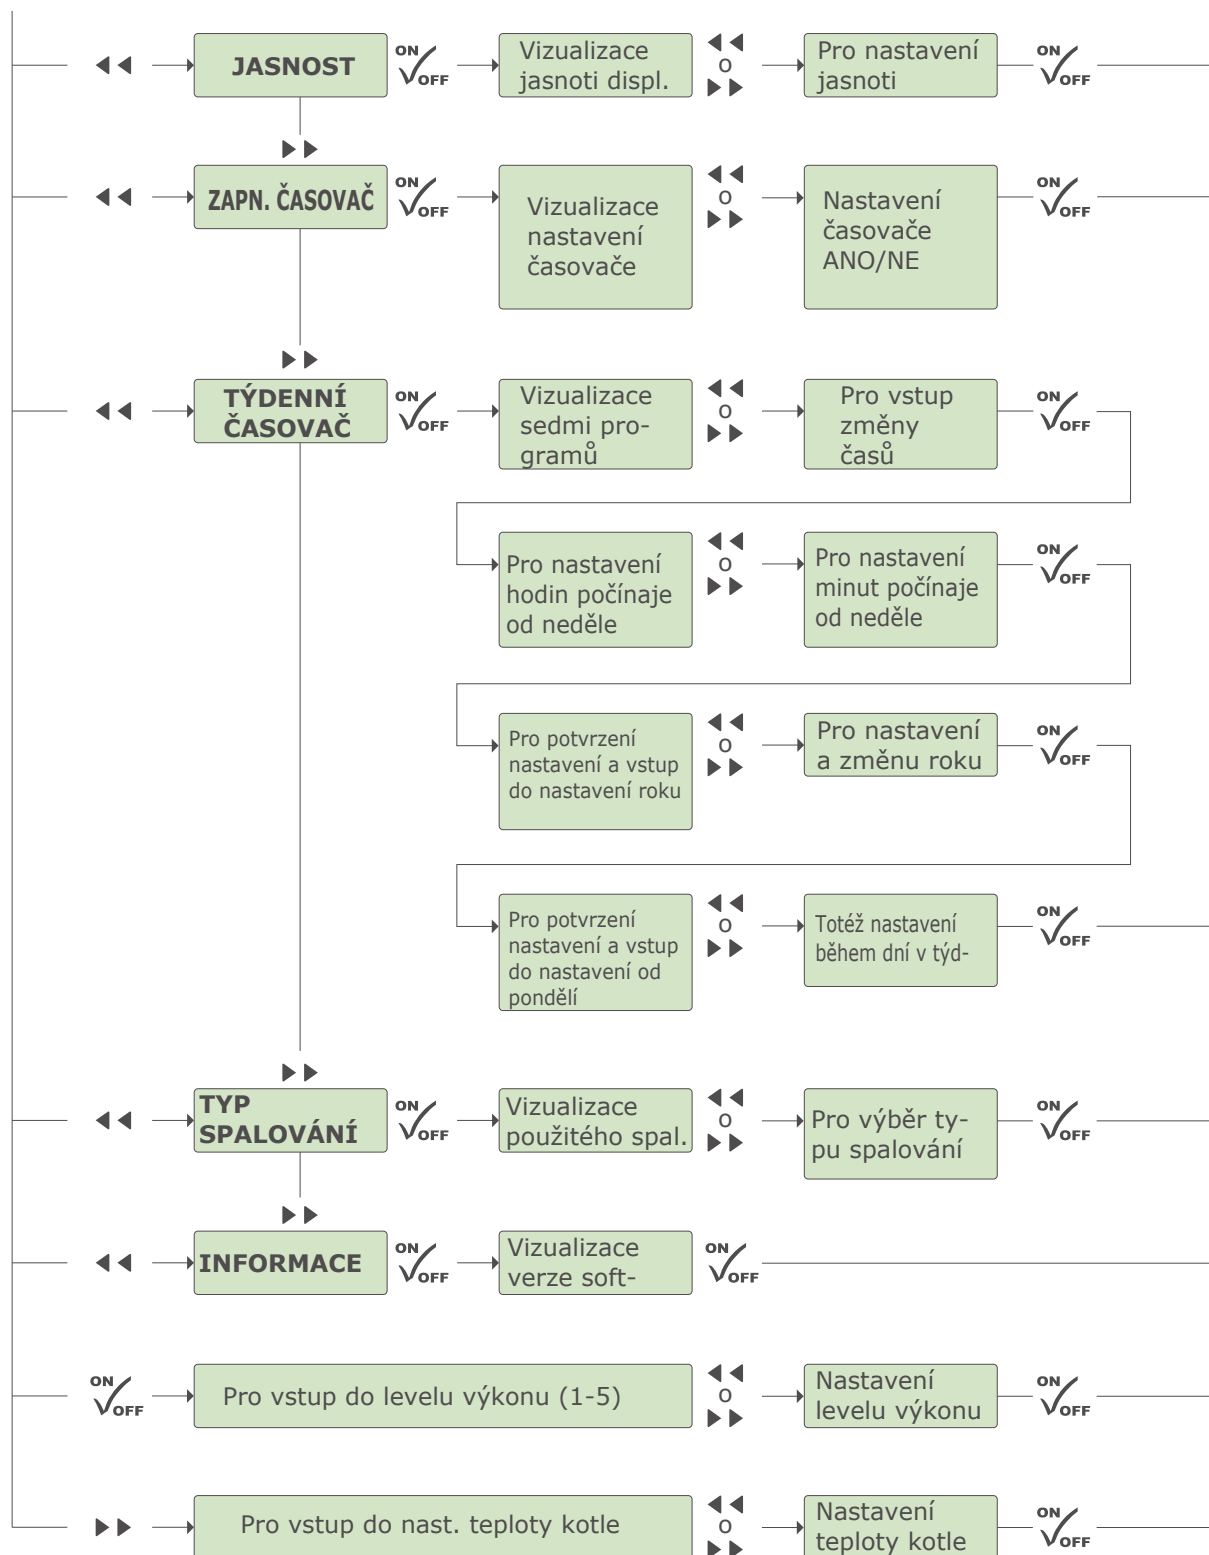 JASNOST
ON
OFF
Vizualizace
jasnoti displ.
o
Pro nastavení
jasnoti
ON
OFF
ZAPN. ČASOVAČ
ON
OFF
Vizualizace
nastavení
časovače
o
Nastavení
časovače
ANO/NE
ON
OFF
TÝDENNÍ
ČASOVAČ
ON
OFF
Vizualizace
sedmi pro-
gramů
o
Pro vstup
změny
časů
ON
OFF
Pro nastavení
hodin počínaje
od neděle
o
Pro nastavení
minut počínaje
od neděle
ON
OFF
Pro potvrzení
nastavení a vstup
do nastavení roku
o
Pro nastavení
a změnu roku
ON
OFF
Pro potvrzení
nastavení a vstup
do nastavení od
pondělí
o
Totéž nastavení
během dní v týd-
ON
OFF
TYP
SPALOVÁNÍ
ON
OFF
Vizualizace
použitého spal.
o
Pro výběr ty-
pu spalování
ON
OFF
INFORMACE
ON
OFF
Vizualizace
verze soft-
ON
OFF
ON
OFF
Pro vstup do levelu výkonu (1-5)
o
Nastavení
levelu výkonu
ON
OFF
Pro vstup do nast. teploty kotle
o
Nastavení
teploty kotle
ON
OFF